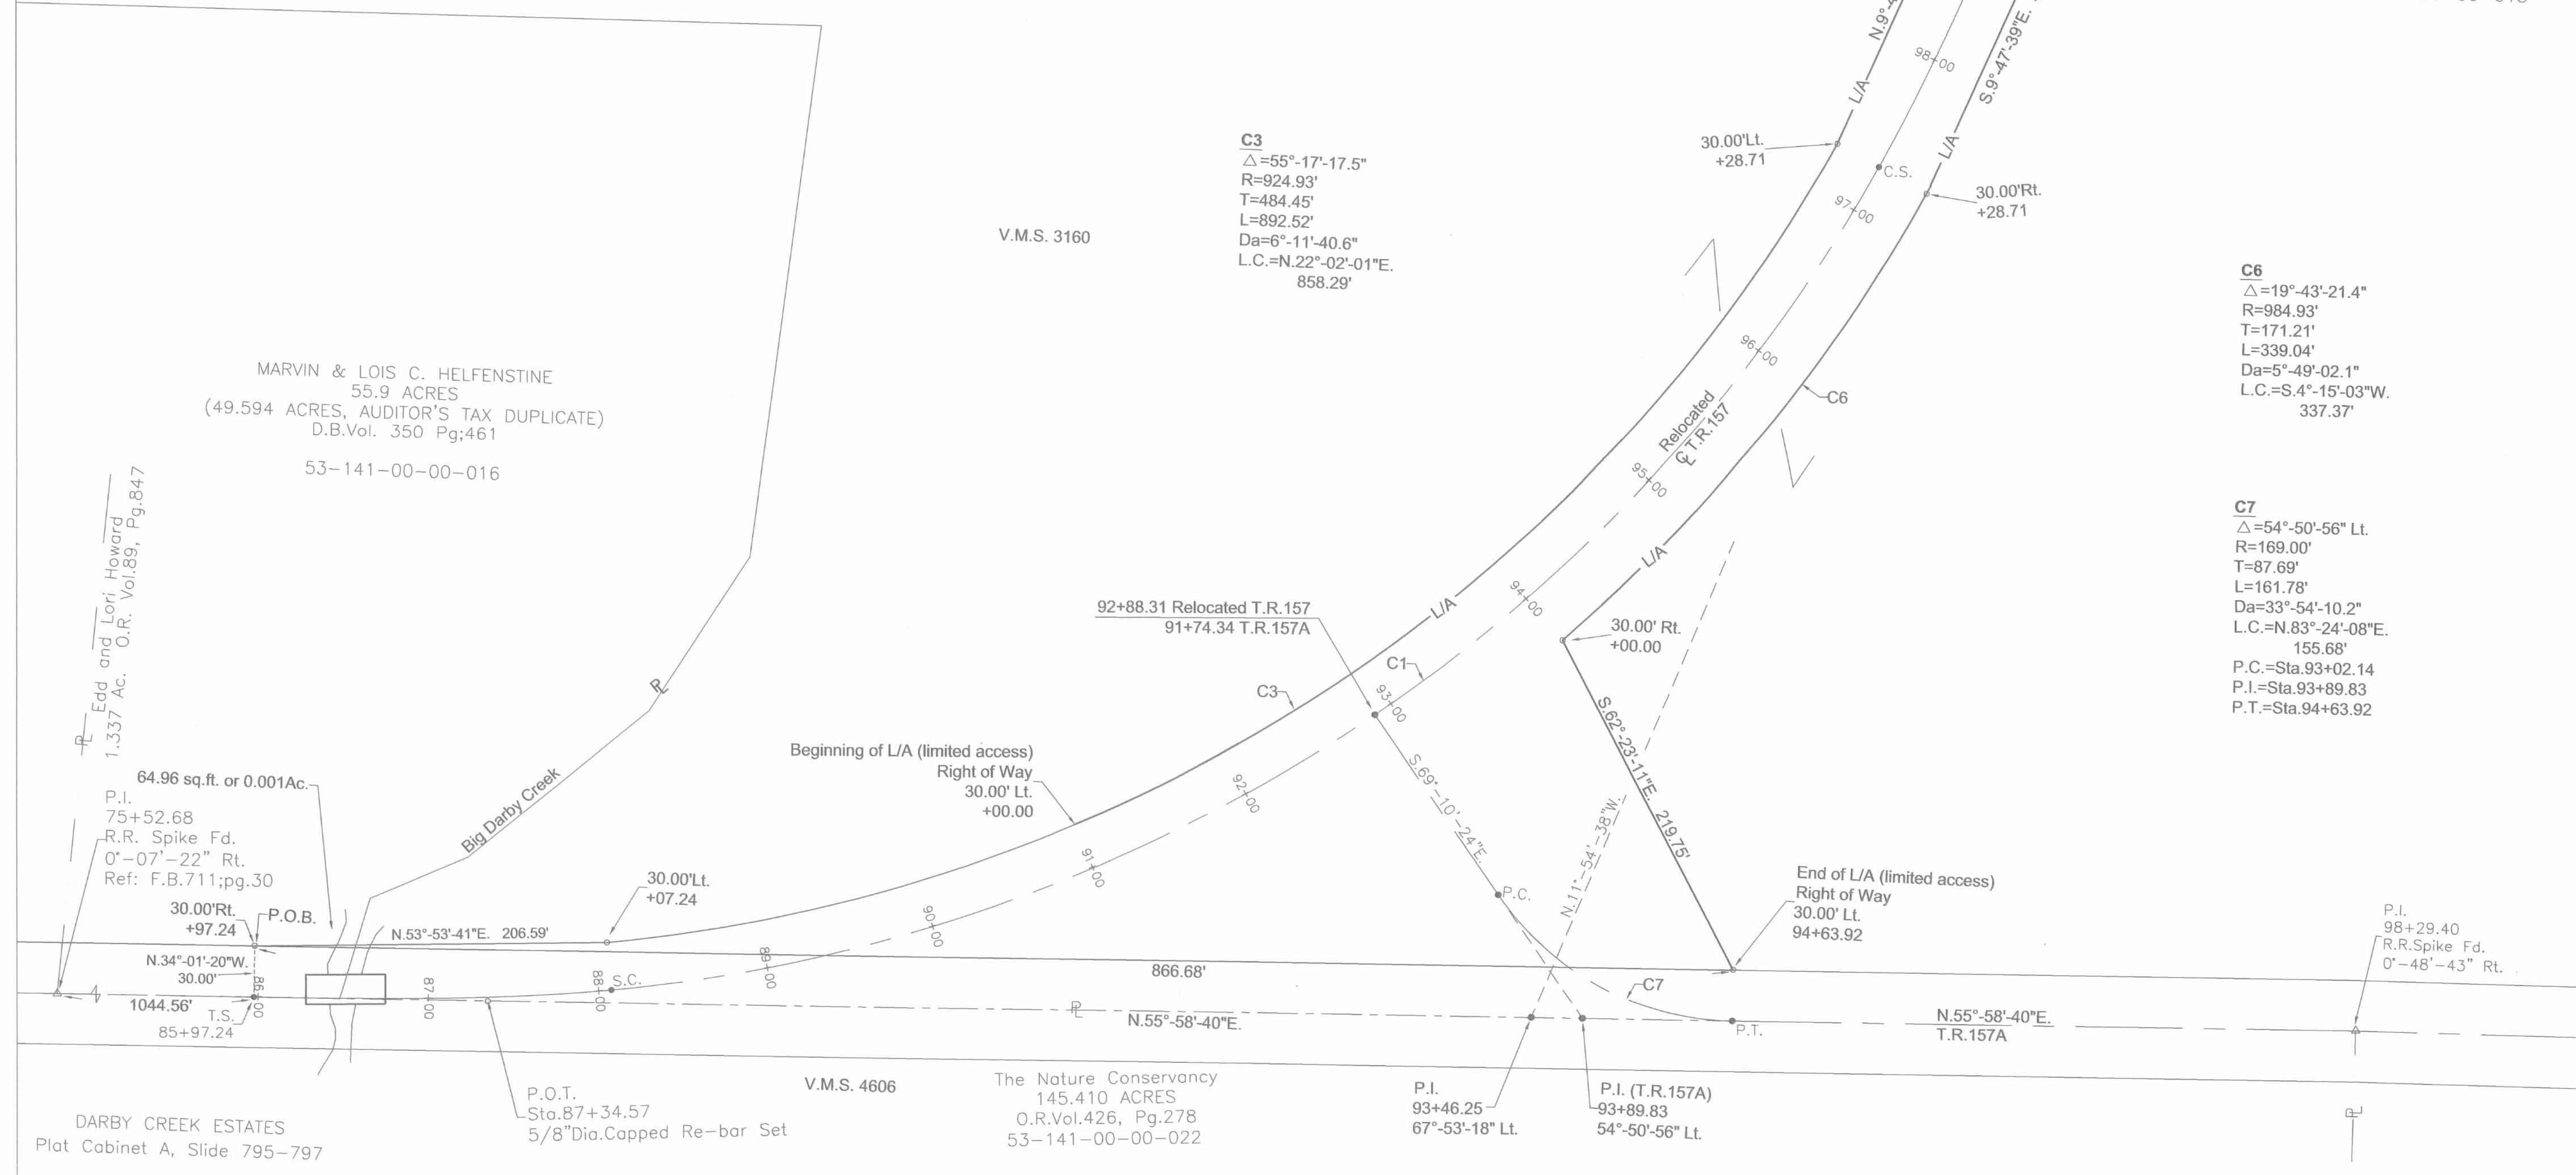 MARVIN & LOIS C. HELFENSTINE
55.9 ACRES
(49.594 ACRES, AUDITOR'S TAX DUPLICATE)
D.B.Vol. 350 Pg;461
53-141-00-00-016
Edd and Lori Howard
1.337 Ac. O.R. Vol.89, Pg.847
64.96 sq.ft. or 0.001Ac.
P.I.
75+52.68
R.R. Spike Fd.
0°-07'-22" Rt.
Ref: F.B.711;pg.30
30.00'Rt.
+97.24
P.O.B.
N.34°-01'-20"W.
30.00'
1044.56'
T.S.
85+97.24
Big Darby Creek
N.53°-53'-41"E. 206.59'
30.00'Lt.
+07.24
S.C.
86+00
87+00
88+00
89+00
90+00
91+00
92+00
93+00
94+00
95+00
96+00
97+00
98+00
P.O.T.
Sta.87+34.57
5/8"Dia.Capped Re-bar Set
DARBY CREEK ESTATES
Plat Cabinet A, Slide 795-797
V.M.S. 4606
The Nature Conservancy
145.410 ACRES
O.R.Vol.426, Pg.278
53-141-00-00-022
V.M.S. 3160
C3
△=55°-17'-17.5"
R=924.93'
T=484.45'
L=892.52'
Da=6°-11'-40.6"
L.C.=N.22°-02'-01"E.
858.29'
Beginning of L/A (limited access)
Right of Way
30.00' Lt.
+00.00
92+88.31 Relocated T.R.157
91+74.34 T.R.157A
C3
C1
L/A
L/A
L/A
L/A
Relocated
℄ T.R.157
C6
30.00'Lt.
+28.71
C.S.
30.00'Rt.
+28.71
S.9°-47'-39"E.
30.00' Rt.
+00.00
S.62°-23'-11"E. 219.75'
S.69°-10'-24"E.
N.11°-54'-38"W.
P.C.
866.68'
N.55°-58'-40"E.
C7
P.T.
End of L/A (limited access)
Right of Way
30.00' Lt.
94+63.92
P.I.
93+46.25
67°-53'-18" Lt.
P.I. (T.R.157A)
93+89.83
54°-50'-56" Lt.
N.55°-58'-40"E.
T.R.157A
P.I.
98+29.40
R.R.Spike Fd.
0°-48'-43" Rt.
C6
△=19°-43'-21.4"
R=984.93'
T=171.21'
L=339.04'
Da=5°-49'-02.1"
L.C.=S.4°-15'-03"W.
337.37'
C7
△=54°-50'-56" Lt.
R=169.00'
T=87.69'
L=161.78'
Da=33°-54'-10.2"
L.C.=N.83°-24'-08"E.
155.68'
P.C.=Sta.93+02.14
P.I.=Sta.93+89.83
P.T.=Sta.94+63.92